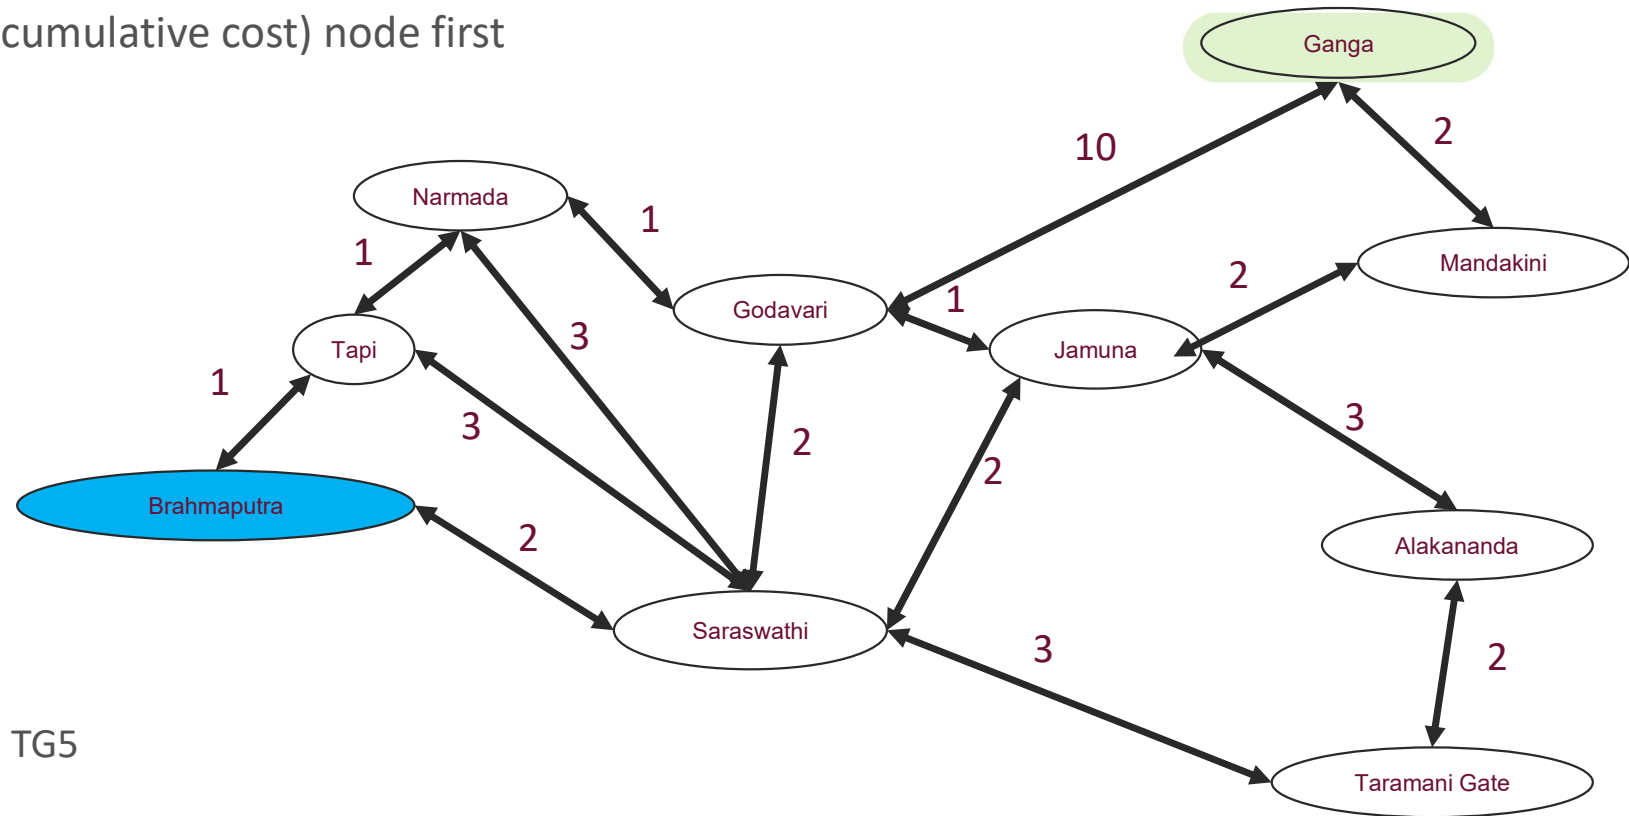 cumulative cost) node first
Ganga
10
2
Narmada
1
1
Mandakini
2
Godavari
1
3
Tapi
Jamuna
1
3
3
2
2
Brahmaputra
2
Alakananda
Saraswathi
3
2
TG5
Taramani Gate